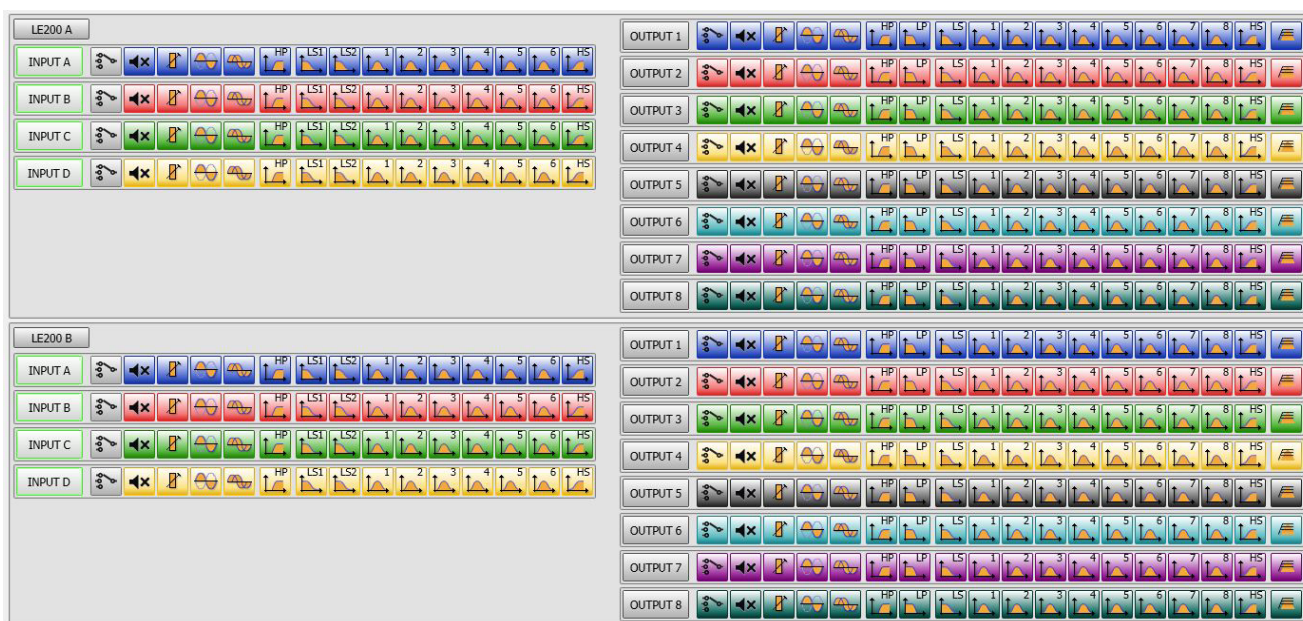 LE200 A
INPUT A HP LS1 LS2 1 2 3 4 5 6 HS
INPUT B HP LS1 LS2 1 2 3 4 5 6 HS
INPUT C HP LS1 LS2 1 2 3 4 5 6 HS
INPUT D HP LS1 LS2 1 2 3 4 5 6 HS
OUTPUT 1 HP LP LS 1 2 3 4 5 6 7 8 HS
OUTPUT 2 HP LP LS 1 2 3 4 5 6 7 8 HS
OUTPUT 3 HP LP LS 1 2 3 4 5 6 7 8 HS
OUTPUT 4 HP LP LS 1 2 3 4 5 6 7 8 HS
OUTPUT 5 HP LP LS 1 2 3 4 5 6 7 8 HS
OUTPUT 6 HP LP LS 1 2 3 4 5 6 7 8 HS
OUTPUT 7 HP LP LS 1 2 3 4 5 6 7 8 HS
OUTPUT 8 HP LP LS 1 2 3 4 5 6 7 8 HS
LE200 B
INPUT A HP LS1 LS2 1 2 3 4 5 6 HS
INPUT B HP LS1 LS2 1 2 3 4 5 6 HS
INPUT C HP LS1 LS2 1 2 3 4 5 6 HS
INPUT D HP LS1 LS2 1 2 3 4 5 6 HS
OUTPUT 1 HP LP LS 1 2 3 4 5 6 7 8 HS
OUTPUT 2 HP LP LS 1 2 3 4 5 6 7 8 HS
OUTPUT 3 HP LP LS 1 2 3 4 5 6 7 8 HS
OUTPUT 4 HP LP LS 1 2 3 4 5 6 7 8 HS
OUTPUT 5 HP LP LS 1 2 3 4 5 6 7 8 HS
OUTPUT 6 HP LP LS 1 2 3 4 5 6 7 8 HS
OUTPUT 7 HP LP LS 1 2 3 4 5 6 7 8 HS
OUTPUT 8 HP LP LS 1 2 3 4 5 6 7 8 HS